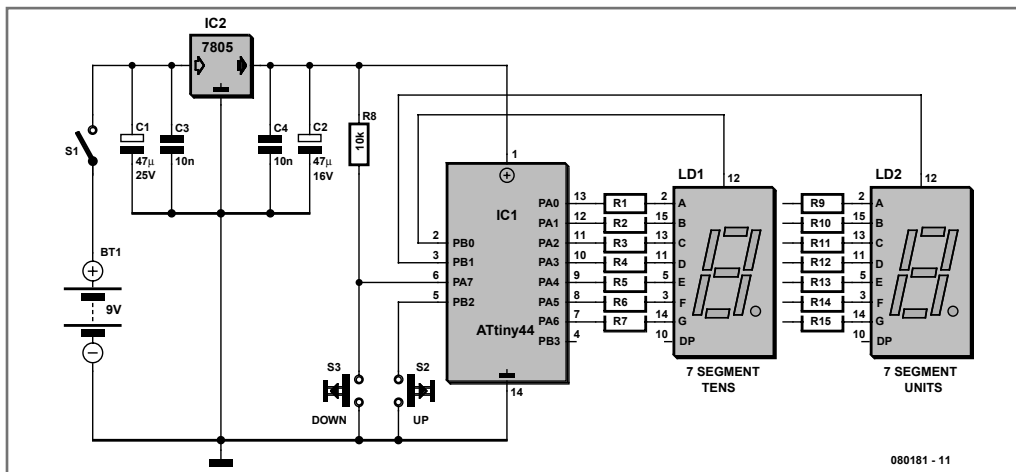 IC2
7805
S1
C1
47µ
25V
C3
10n
C4
10n
C2
47µ
16V
R8
10k
BT1
9V
1
IC1
ATtiny44
2 PB0
3 PB1
6 PA7
5 PB2
PA0 13
PA1 12
PA2 11
PA3 10
PA4 9
PA5 8
PA6 7
PB3 4
14
R1
R2
R3
R4
R5
R6
R7
LD1
12
2 A
15 B
13 C
11 D
5 E
3 F
14 G
10 DP
7 SEGMENT
TENS
R9
R10
R11
R12
R13
R14
R15
LD2
12
2 A
15 B
13 C
11 D
5 E
3 F
14 G
10 DP
7 SEGMENT
UNITS
S3
DOWN
S2
UP
080181 - 11